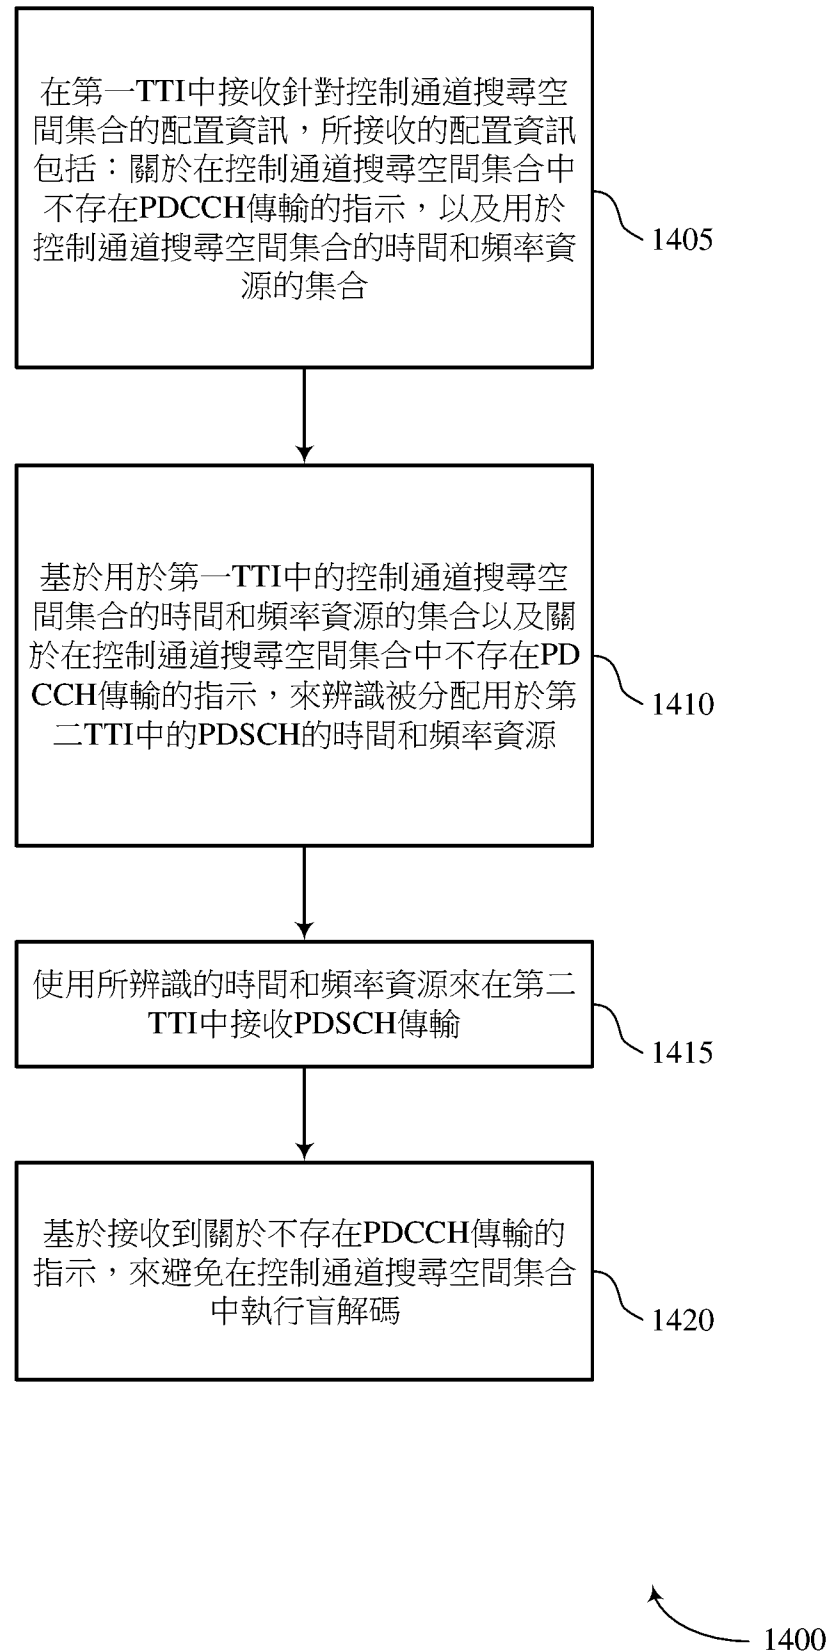 在第一TTI中接收針對控制通道搜尋空
間集合的配置資訊，所接收的配置資訊
包括：關於在控制通道搜尋空間集合中
不存在PDCCH傳輸的指示，以及用於
控制通道搜尋空間集合的時間和頻率資
源的集合
1405
基於用於第一TTI中的控制通道搜尋空
間集合的時間和頻率資源的集合以及關
於在控制通道搜尋空間集合中不存在PD
CCH傳輸的指示，來辨識被分配用於第
二TTI中的PDSCH的時間和頻率資源
1410
使用所辨識的時間和頻率資源來在第二
TTI中接收PDSCH傳輸
1415
基於接收到關於不存在PDCCH傳輸的
指示，來避免在控制通道搜尋空間集合
中執行盲解碼
1420
1400